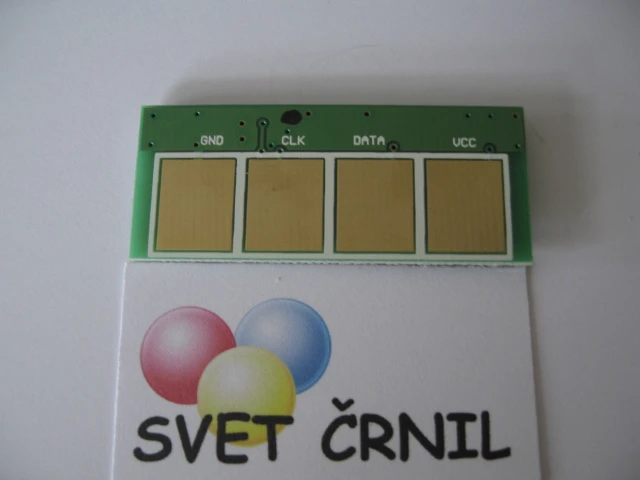 GND CLK DATA VCC
SVET ČRNIL